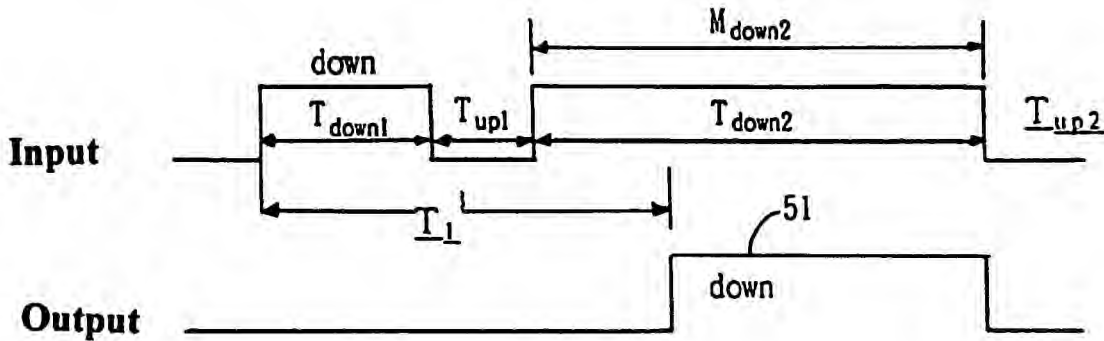 M_down2
down
T_down1
T_up1
T_down2
T_up2
Input
T_1
51
down
Output